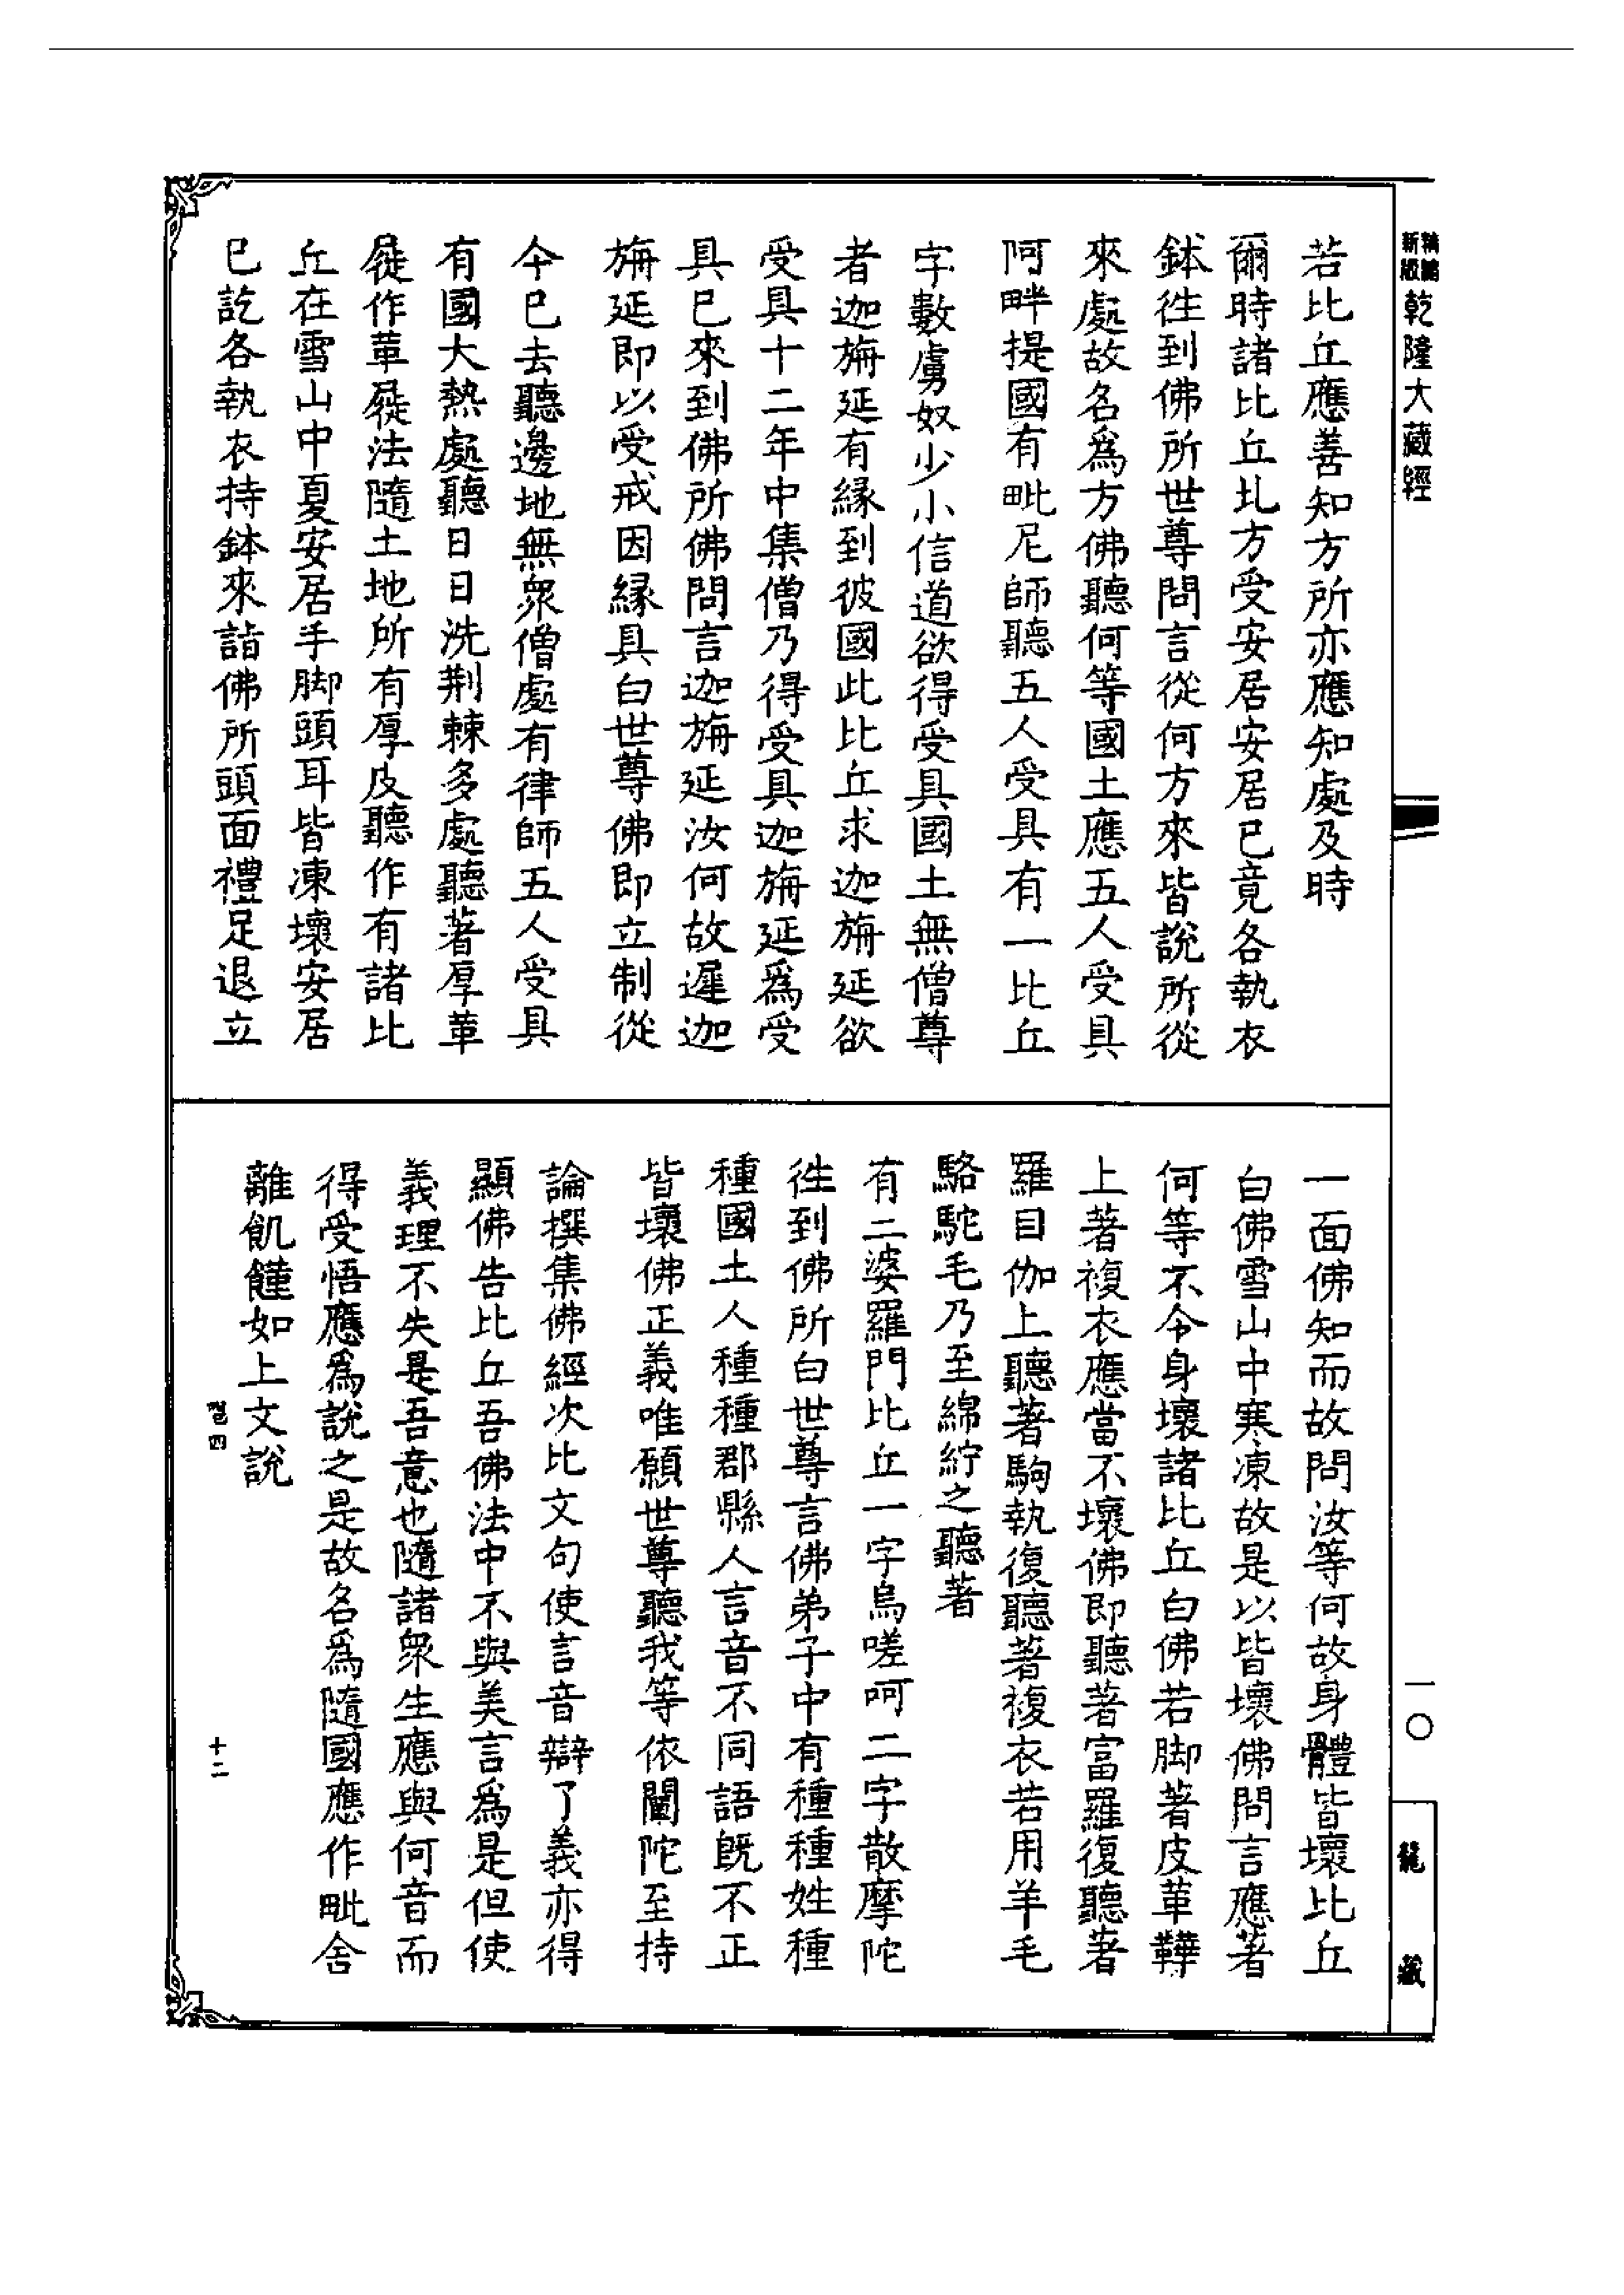 新編
縮版
乾隆大藏經
若比丘應善知方所亦應知處及時
爾時諸比丘北方受安居安居已竟各執衣
鉢往到佛所世尊問言從何方來皆說所從
來處故名爲方佛聽何等國土應五人受具
阿畔提國有毗尼師聽五人受具有一比丘
字數虜奴少小信道欲得受具國土無僧尊
者迦旃延有緣到彼國此比丘求迦旃延欲
受具十二年中集僧乃得受具迦旃延爲受
具已來到佛所佛問言迦旃延汝何故遲迦
旃延即以受戒因緣具白世尊佛即立制從
今已去聽邊地無衆僧處有律師五人受具
有國大熱處聽日日洗荆棘多處聽著厚革
屣作革屣法隨土地所有厚皮聽作有諸比
丘在雪山中夏安居手脚頭耳皆凍壞安居
已訖各執衣持鉢來詣佛所頭面禮足退立
一面佛知而故問汝等何故身體皆壞比丘
白佛雪山中寒凍故是以皆壞佛問言應著
何等不令身壞諸比丘白佛若脚著皮革鞾
上著複衣應當不壞佛即聽著富羅復聽著
羅目伽上聽著駒執復聽著複衣若用羊毛
駱駝毛乃至綿紵之聽著
有二婆羅門比丘一字烏嗟呵二字散摩陀
往到佛所白世尊言佛弟子中有種種姓種
種國土人種種郡縣人言音不同語既不正
皆壞佛正義唯願世尊聽我等依闡陀至持
論撰集佛經次比文句使言音辯了義亦得
顯佛告比丘吾佛法中不與美言爲是但使
義理不失是吾意也隨諸衆生應與何音而
得受悟應爲說之是故名爲隨國應作毗舍
離飢饉如上文說
四
十二
一〇
龍藏